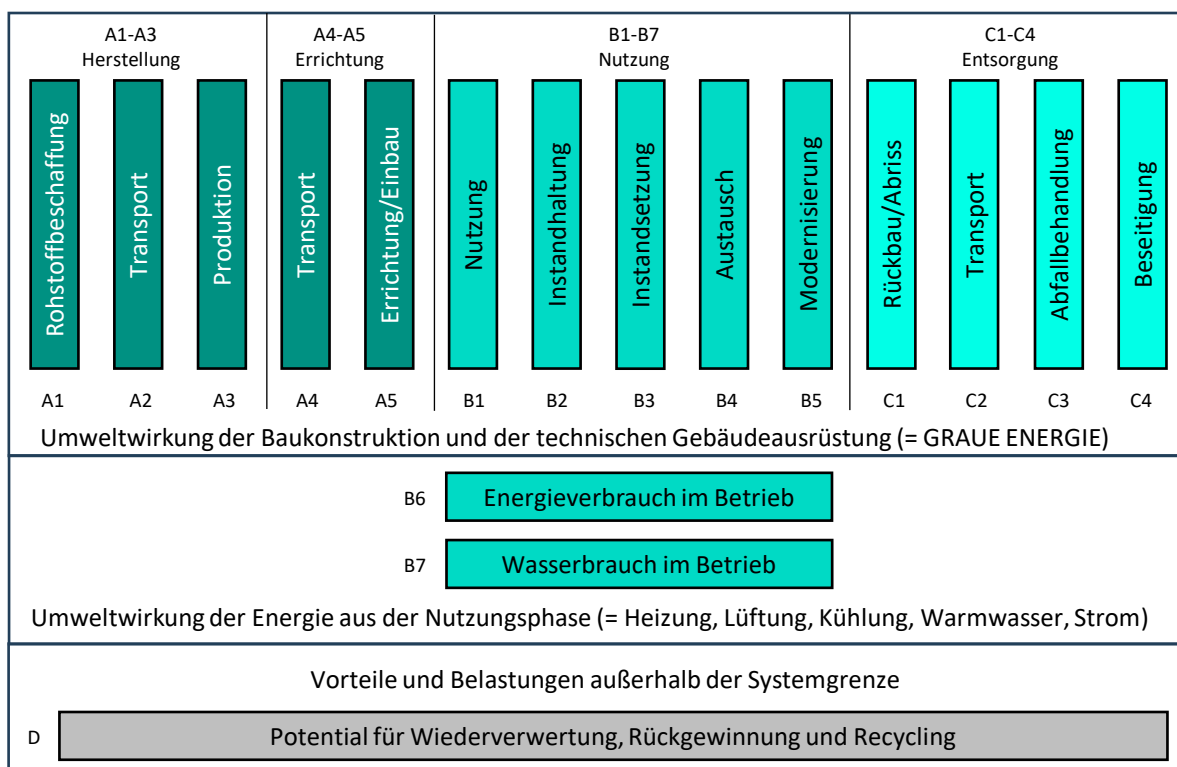 A1-A3
Herstellung
A4-A5
Errichtung
B1-B7
Nutzung
C1-C4
Entsorgung
Rohstoffbeschaffung
Transport
Produktion
Transport
Errichtung/Einbau
Nutzung
Instandhaltung
Instandsetzung
Austausch
Modernisierung
Rückbau/Abriss
Transport
Abfallbehandlung
Beseitigung
A1
A2
A3
A4
A5
B1
B2
B3
B4
B5
C1
C2
C3
C4
Umweltwirkung der Baukonstruktion und der technischen Gebäudeausrüstung (= GRAUE ENERGIE)
B6
Energieverbrauch im Betrieb
B7
Wasserbrauch im Betrieb
Umweltwirkung der Energie aus der Nutzungsphase (= Heizung, Lüftung, Kühlung, Warmwasser, Strom)
Vorteile und Belastungen außerhalb der Systemgrenze
D
Potential für Wiederverwertung, Rückgewinnung und Recycling